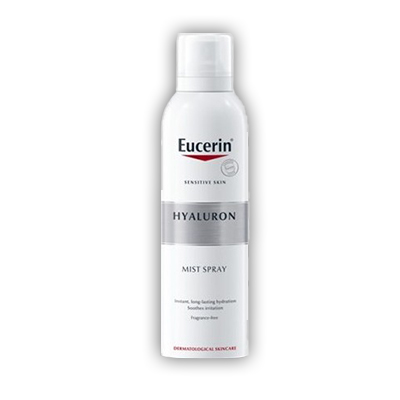 Eucerin®
SENSITIVE SKIN
HYALURON
MIST SPRAY
Instant, long-lasting hydration
Soothes irritation
Fragrance-free
DERMATOLOGICAL SKINCARE